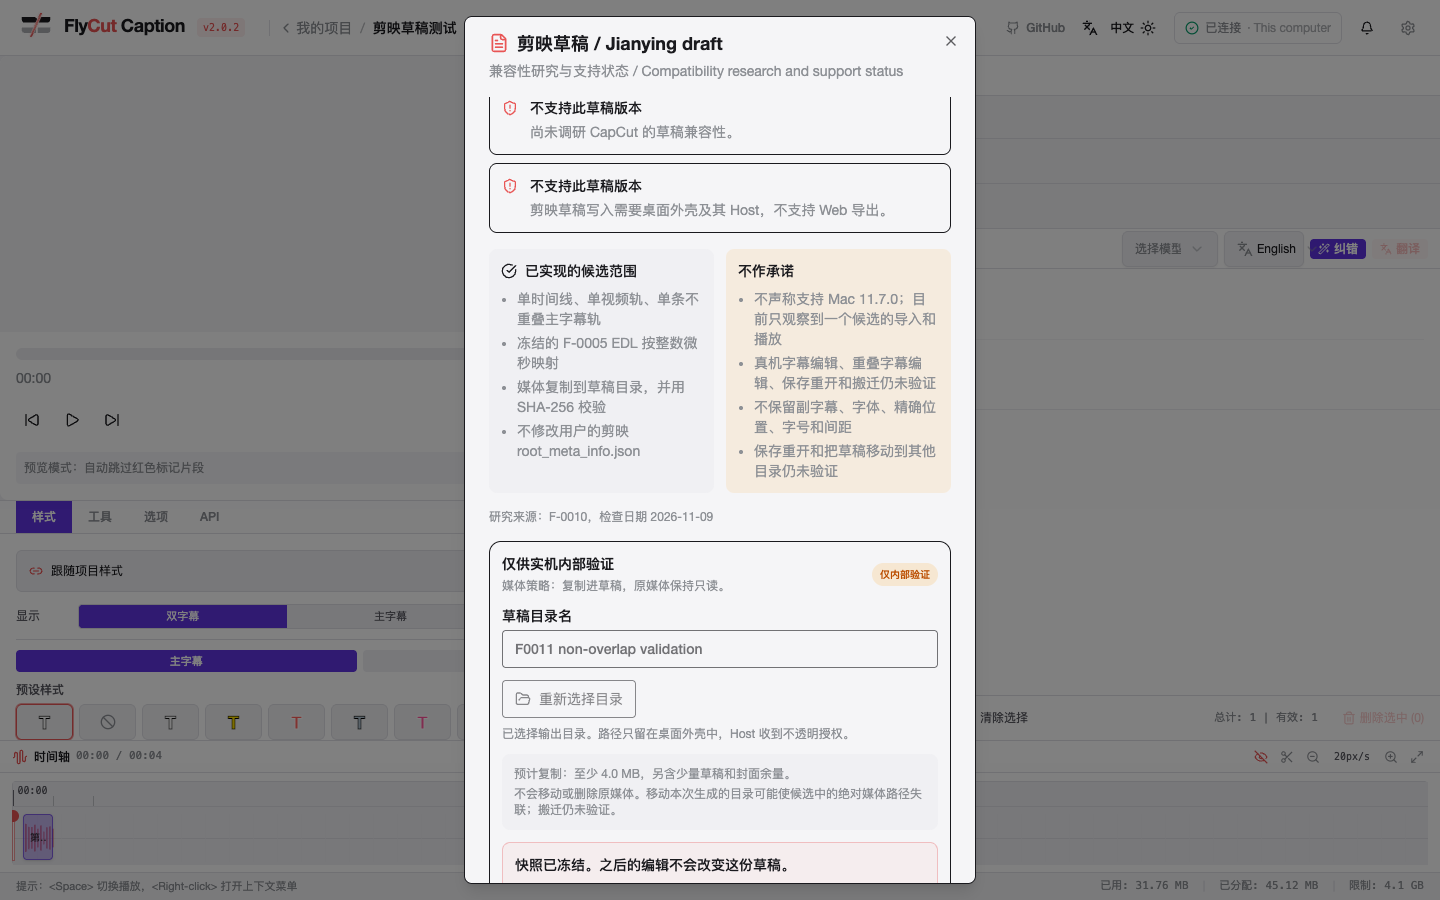 FlyCut Caption v2.0.2 我的项目 / 剪映草稿测试
GitHub 中文 已连接 · This computer
剪映草稿 / Jianying draft
兼容性研究与支持状态 / Compatibility research and support status
不支持此草稿版本
尚未调研 CapCut 的草稿兼容性。
不支持此草稿版本
剪映草稿写入需要桌面外壳及其 Host，不支持 Web 导出。
已实现的候选范围
单时间线、单视频轨、单条不
重叠主字幕轨
冻结的 F-0005 EDL 按整数微
秒映射
媒体复制到草稿目录，并用
SHA-256 校验
不修改用户的剪映
root_meta_info.json
不作承诺
不声称支持 Mac 11.7.0；目
前只观察到一个候选的导入和
播放
真机字幕编辑、重叠字幕编
辑、保存重开和搬迁仍未验证
不保留副字幕、字体、精确位
置、字号和间距
保存重开和把草稿移动到其他
目录仍未验证
研究来源：F-0010，检查日期 2026-11-09
仅供实机内部验证
仅内部验证
媒体策略：复制进草稿，原媒体保持只读。
草稿目录名
F0011 non-overlap validation
重新选择目录
已选择输出目录。路径只留在桌面外壳中，Host 收到不透明授权。
预计复制：至少 4.0 MB，另含少量草稿和封面余量。
不会移动或删除原媒体。移动本次生成的目录可能使候选中的绝对媒体路径失
联；搬迁仍未验证。
快照已冻结。之后的编辑不会改变这份草稿。
选择模型 English 纠错 翻译
00:00
预览模式：自动跳过红色标记片段
样式 工具 选项 API
跟随项目样式
显示 双字幕 主字幕
主字幕
预设样式
T T T T T T
清除选择 总计: 1 | 有效: 1 删除选中 (0)
时间轴 00:00 / 00:04
20px/s
00:00
第...
提示：<Space> 切换播放，<Right-click> 打开上下文菜单
已用: 31.76 MB 已分配: 45.12 MB 限制: 4.1 GB